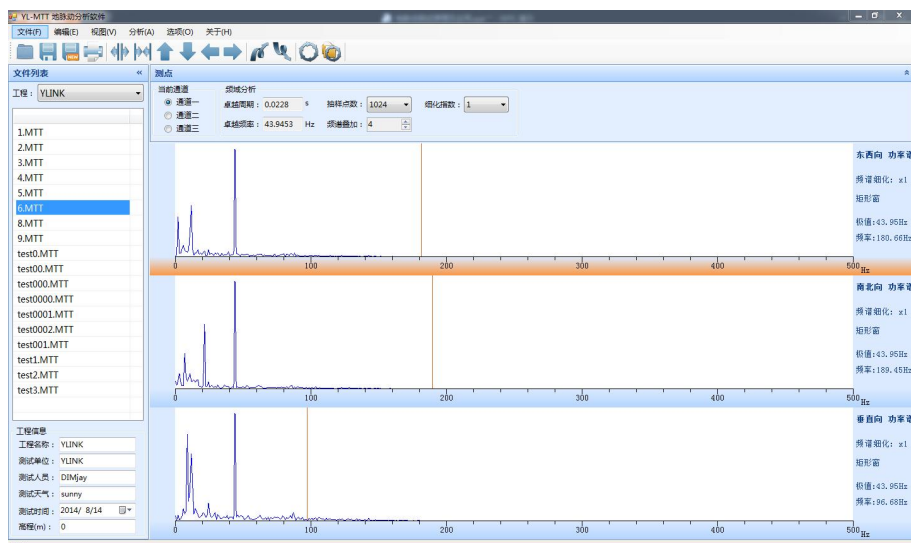 YL-MTT 地脉动分析软件
文件(F) 编辑(E) 视图(V) 分析(A) 选项(O) 关于(H)
文件列表 «
工程： YLINK
1.MTT
2.MTT
3.MTT
4.MTT
5.MTT
6.MTT
8.MTT
9.MTT
test0.MTT
test00.MTT
test000.MTT
test0000.MTT
test0001.MTT
test0002.MTT
test001.MTT
test1.MTT
test2.MTT
test3.MTT
工程信息
工程名称： YLINK
测试单位： YLINK
测试人员： DIMjay
测试天气： sunny
测试时间： 2014/ 8/14
高程(m)： 0
测点
当前通道
通道一
通道二
通道三
频域分析
卓越周期： 0.0228 s 抽样点数： 1024 细化指数： 1
卓越频率： 43.9453 Hz 频谱叠加： 4
东西向 功率谱
频谱细化: x1
矩形窗
极值:43.95Hz
频率:180.66Hz
0 100 200 300 400 500 Hz
南北向 功率谱
频谱细化: x1
矩形窗
极值:43.95Hz
频率:189.45Hz
0 100 200 300 400 500 Hz
垂直向 功率谱
频谱细化: x1
矩形窗
极值:43.95Hz
频率:96.68Hz
0 100 200 300 400 500 Hz